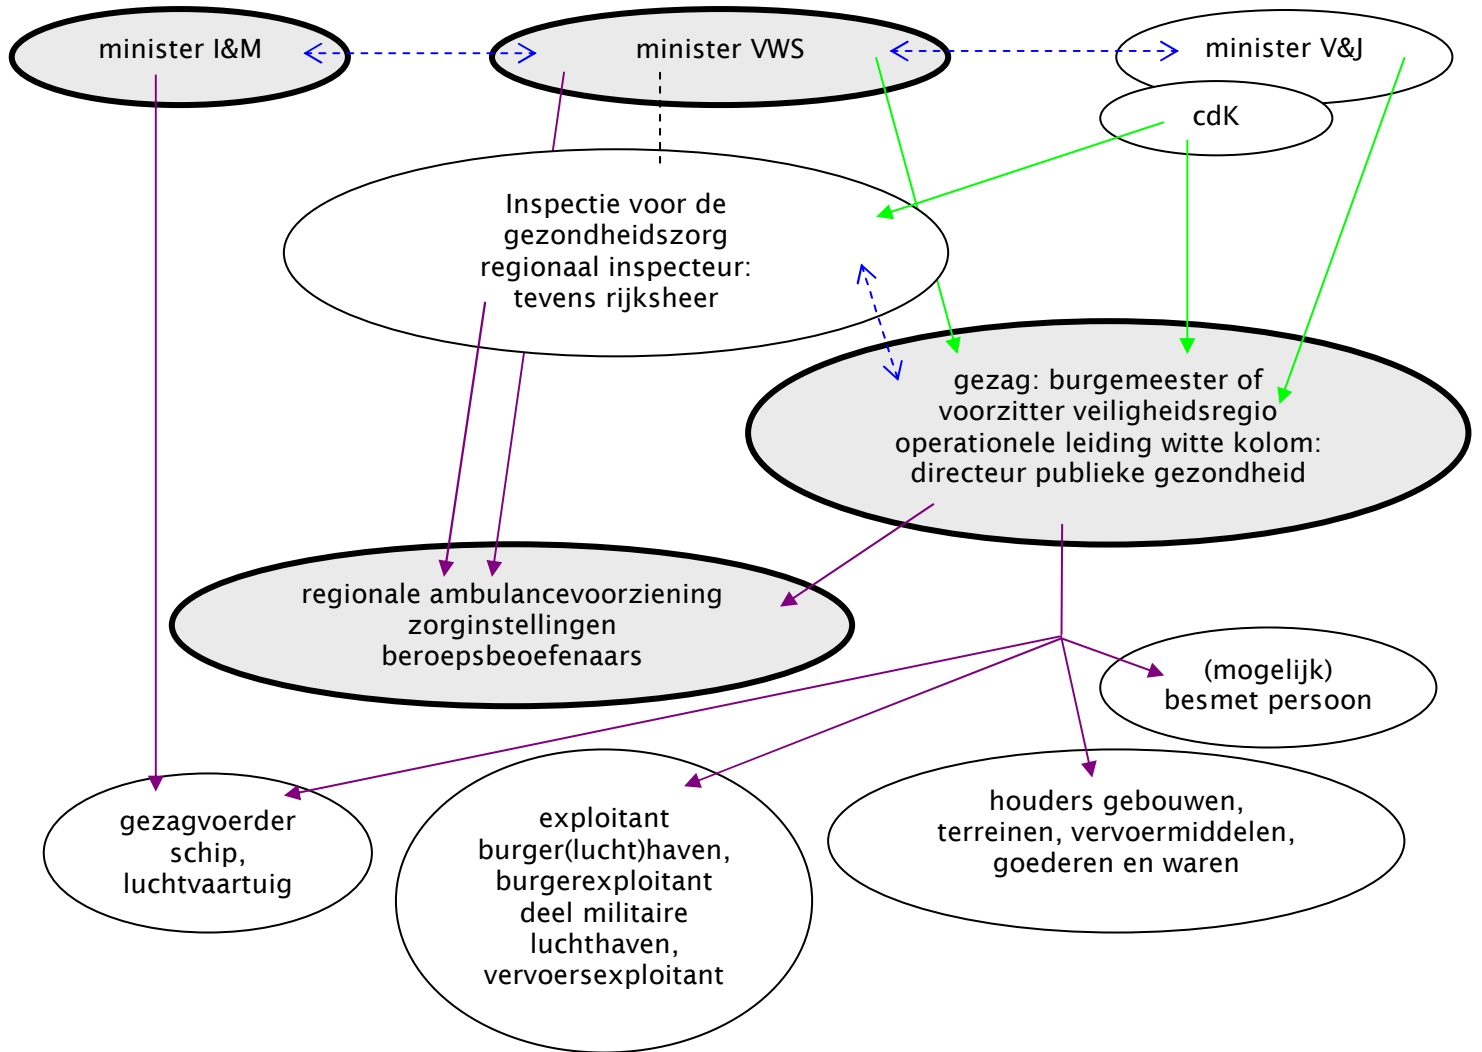 minister I&M
minister VWS
minister V&J
cdK
Inspectie voor de
gezondheidszorg
regionaal inspecteur:
tevens rijksheer
gezag: burgemeester of
voorzitter veiligheidsregio
operationele leiding witte kolom:
directeur publieke gezondheid
regionale ambulancevoorziening
zorginstellingen
beroepsbeoefenaars
(mogelijk)
besmet persoon
gezagvoerder
schip,
luchtvaartuig
exploitant
burger(lucht)haven,
burgerexploitant
deel militaire
luchthaven,
vervoersexploitant
houders gebouwen,
terreinen, vervoermiddelen,
goederen en waren